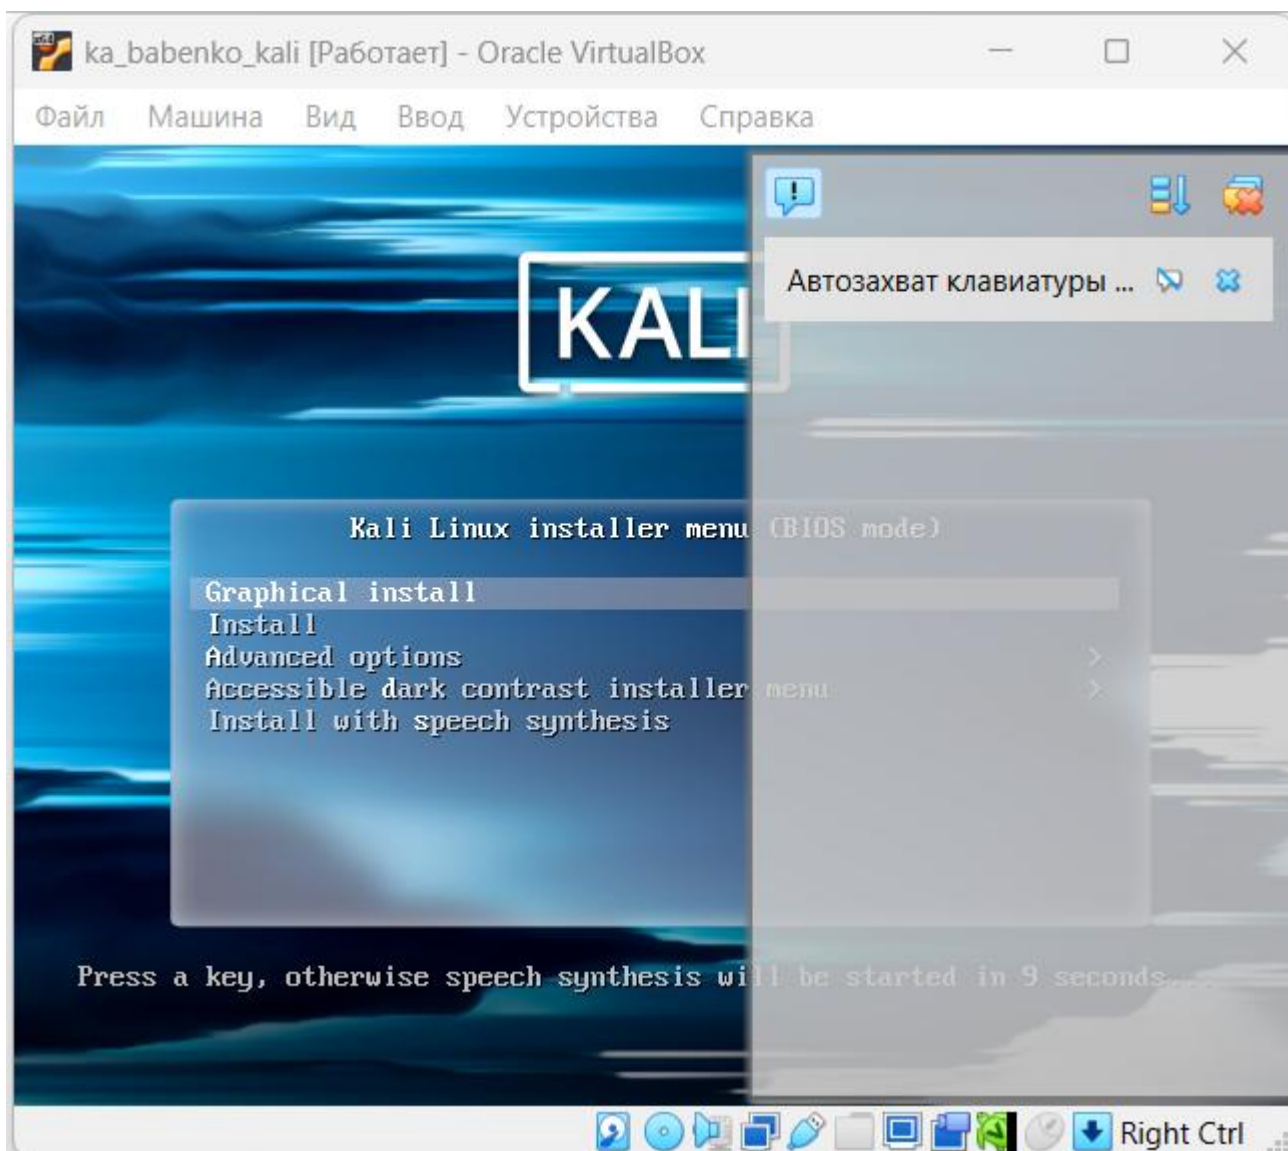 ka_babenko_kali [Работает] - Oracle VirtualBox
Файл Машина Вид Ввод Устройства Справка
Автозахват клавиатуры ...
KALI
Kali Linux installer menu (BIOS mode)
Graphical install
Install
Advanced options >
Accessible dark contrast installer menu >
Install with speech synthesis
Press a key, otherwise speech synthesis will be started in 9 seconds...
Right Ctrl